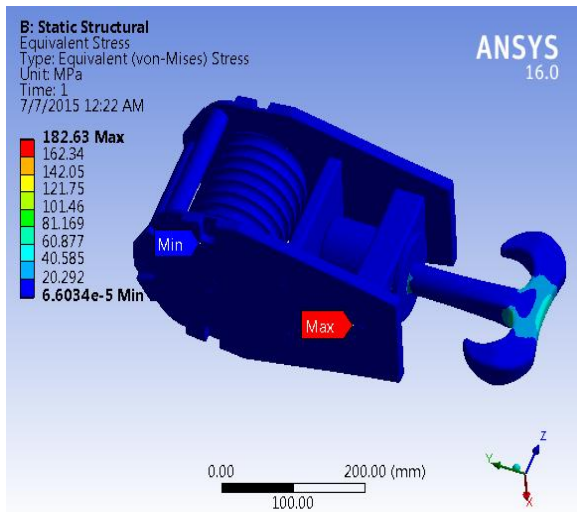 B: Static Structural
Equivalent Stress
Type: Equivalent (von-Mises) Stress
Unit: MPa
Time: 1
7/7/2015 12:22 AM
ANSYS
16.0
182.63 Max
162.34
142.05
121.75
101.46
81.169
60.877
40.585
20.292
6.6034e-5 Min
Min
Max
0.00
200.00 (mm)
100.00
Z
Y
X